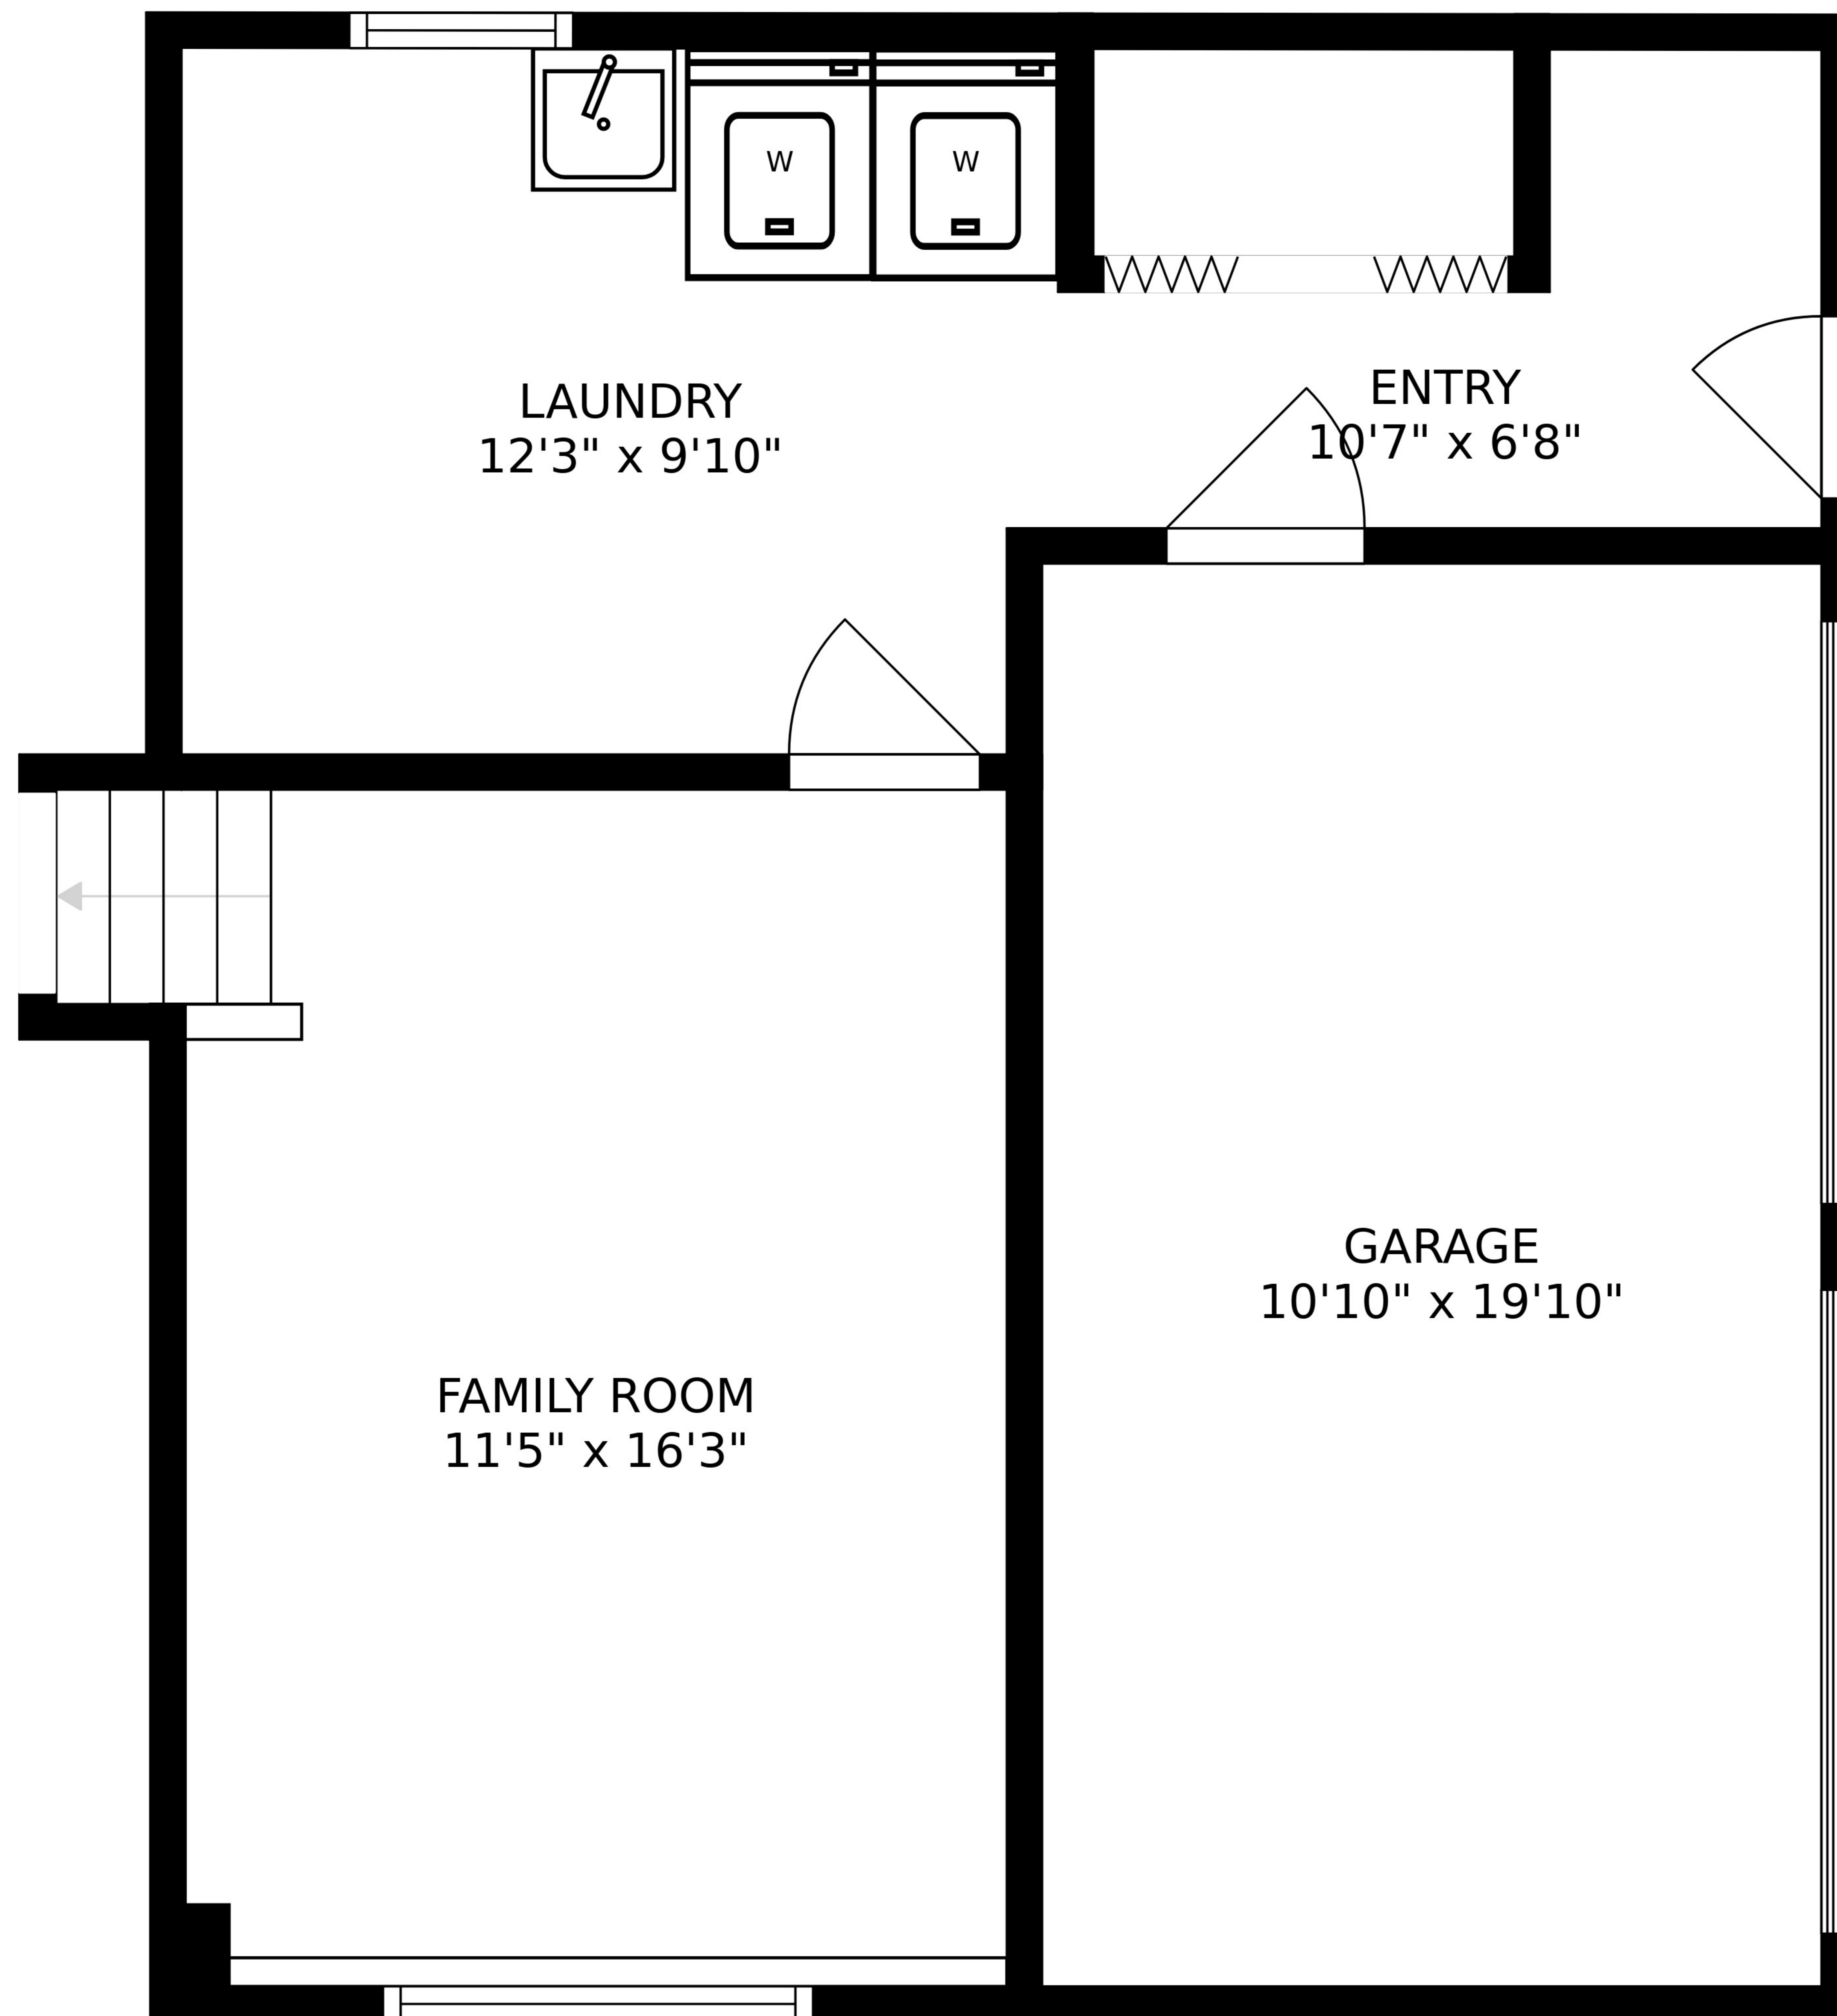 W
W
LAUNDRY
12'3" x 9'10"
ENTRY
10'7" x 6'8"
GARAGE
10'10" x 19'10"
FAMILY ROOM
11'5" x 16'3"